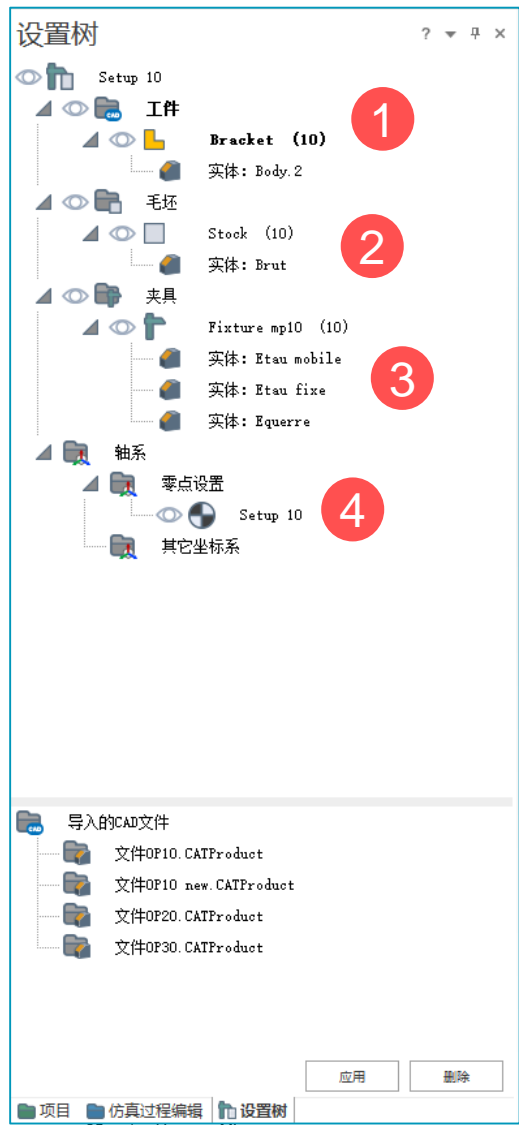 设置树
Setup 10
工件
1
Bracket (10)
实体: Body.2
毛坯
Stock (10)
2
实体: Brut
夹具
Fixture mp10 (10)
实体: Etau mobile
3
实体: Etau fixe
实体: Equerre
轴系
零点设置
Setup 10
4
其它坐标系
CAD 导入的CAD文件
文件OP10.CATProduct
文件OP10 new.CATProduct
文件OP20.CATProduct
文件OP30.CATProduct
应用 删除
项目 仿真过程编辑 设置树